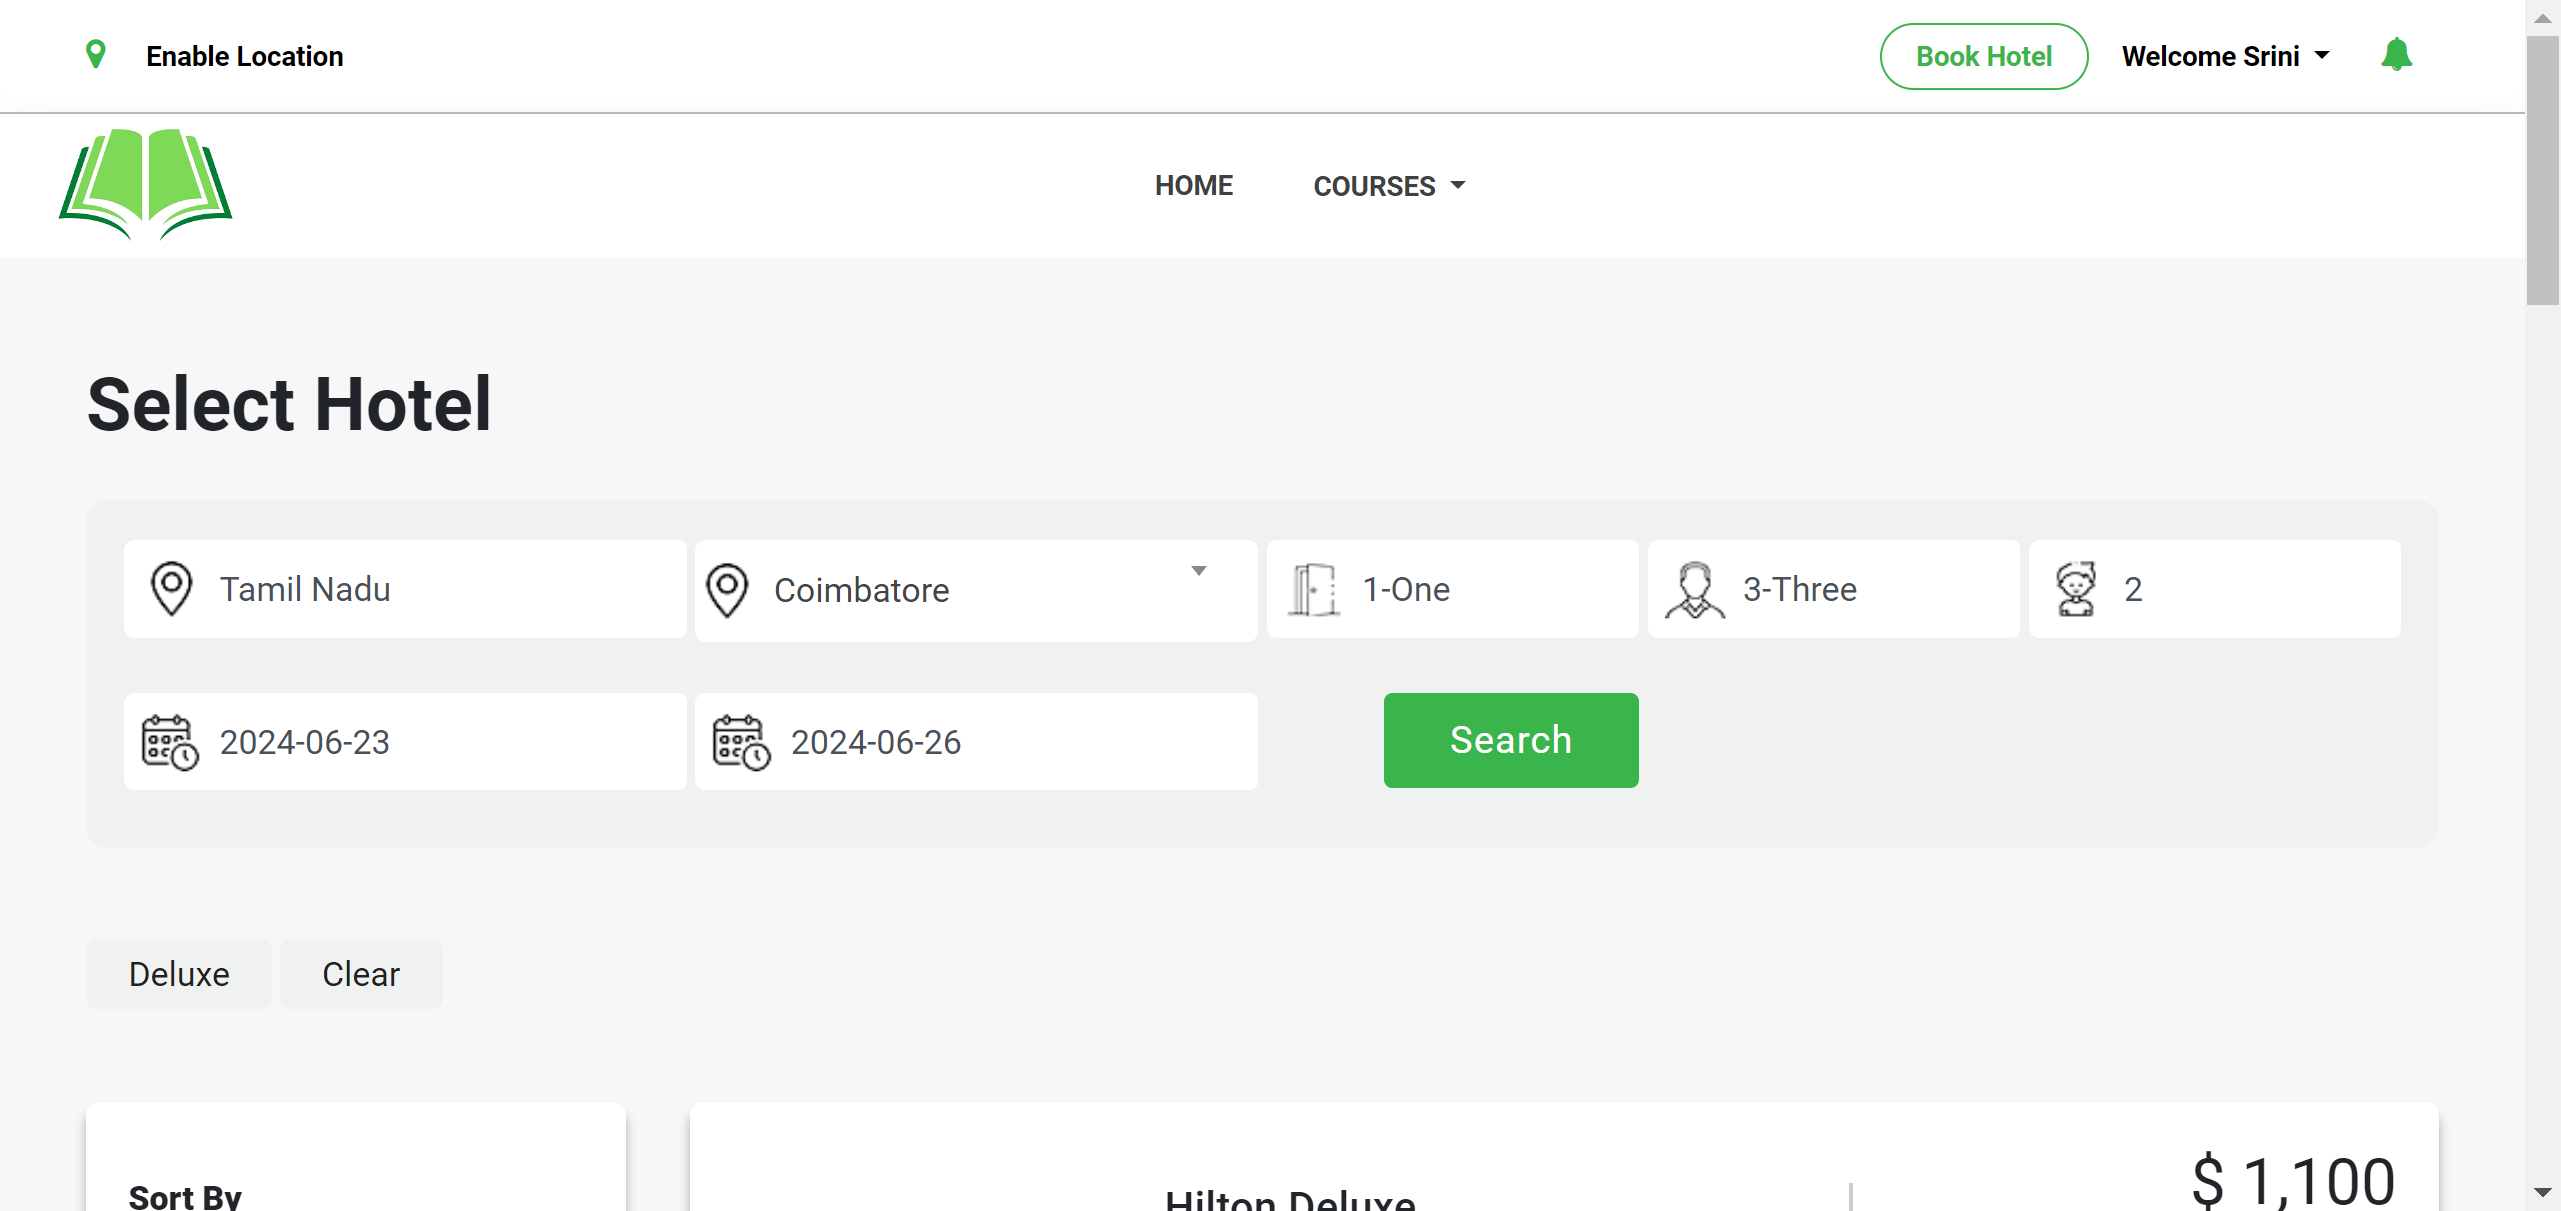 Enable Location
Book Hotel
Welcome Srini
HOME
COURSES
Select Hotel
Tamil Nadu
Coimbatore
1-One
3-Three
2
2024-06-23
2024-06-26
Search
Deluxe
Clear
Sort By
Hilton Deluxe
$ 1,100